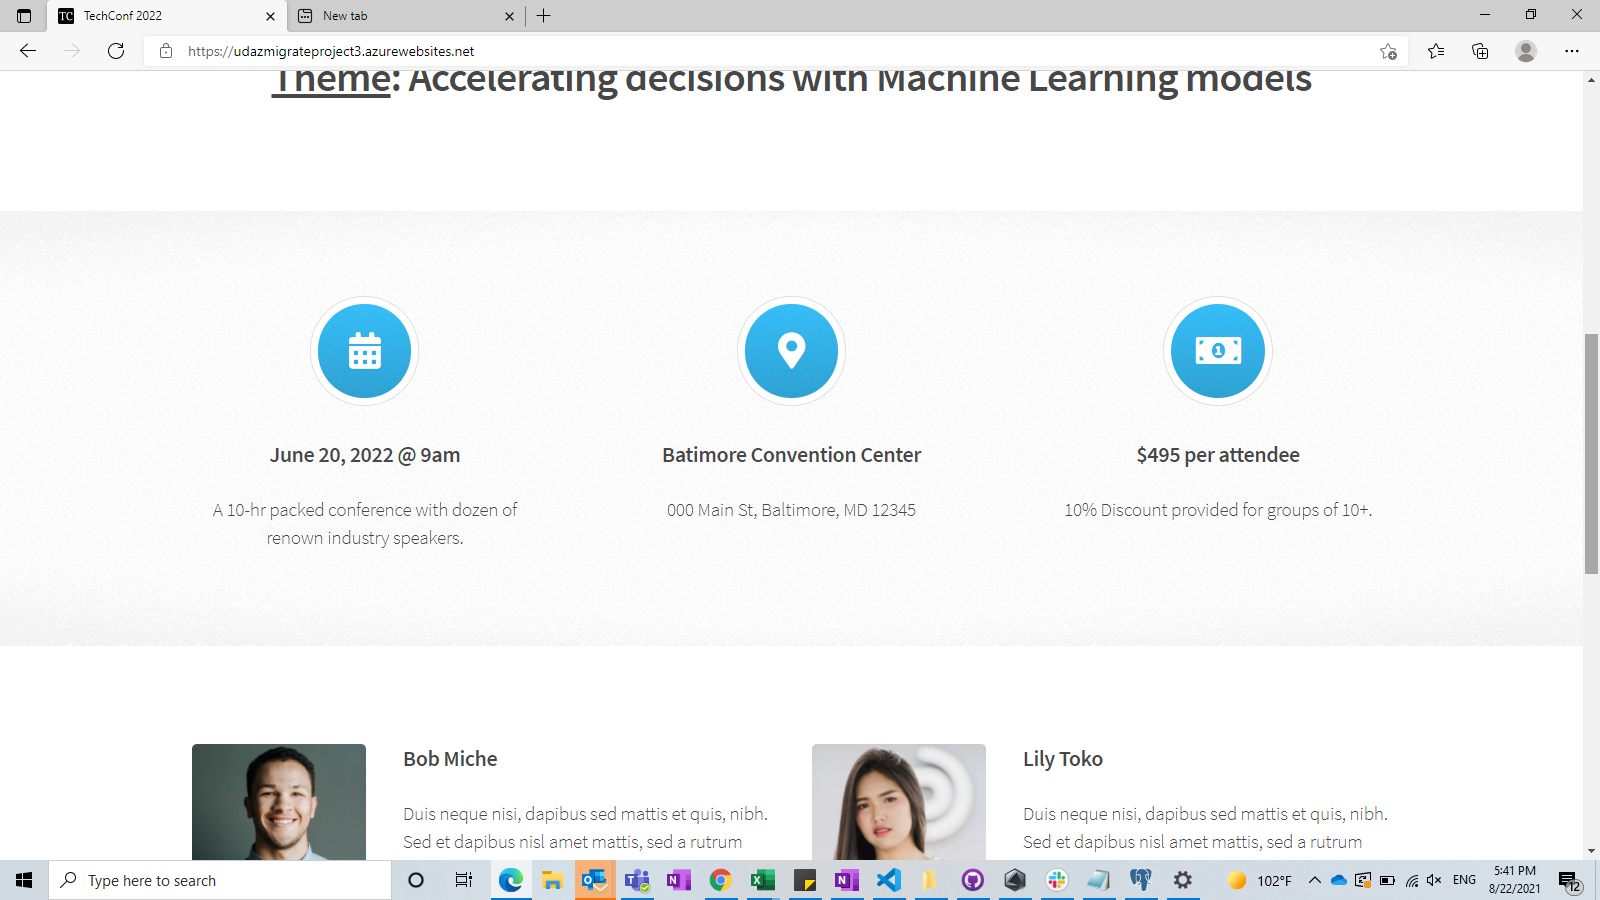 TechConf 2022
New tab
https://udazmigrateproject3.azurewebsites.net
Theme: Accelerating decisions with Machine Learning models
June 20, 2022 @ 9am
A 10-hr packed conference with dozen of
renown industry speakers.
Batimore Convention Center
000 Main St, Baltimore, MD 12345
$495 per attendee
10% Discount provided for groups of 10+.
Bob Miche
Duis neque nisi, dapibus sed mattis et quis, nibh.
Sed et dapibus nisl amet mattis, sed a rutrum
Lily Toko
Duis neque nisi, dapibus sed mattis et quis, nibh.
Sed et dapibus nisl amet mattis, sed a rutrum
Type here to search
102°F
ENG
5:41 PM
8/22/2021
12